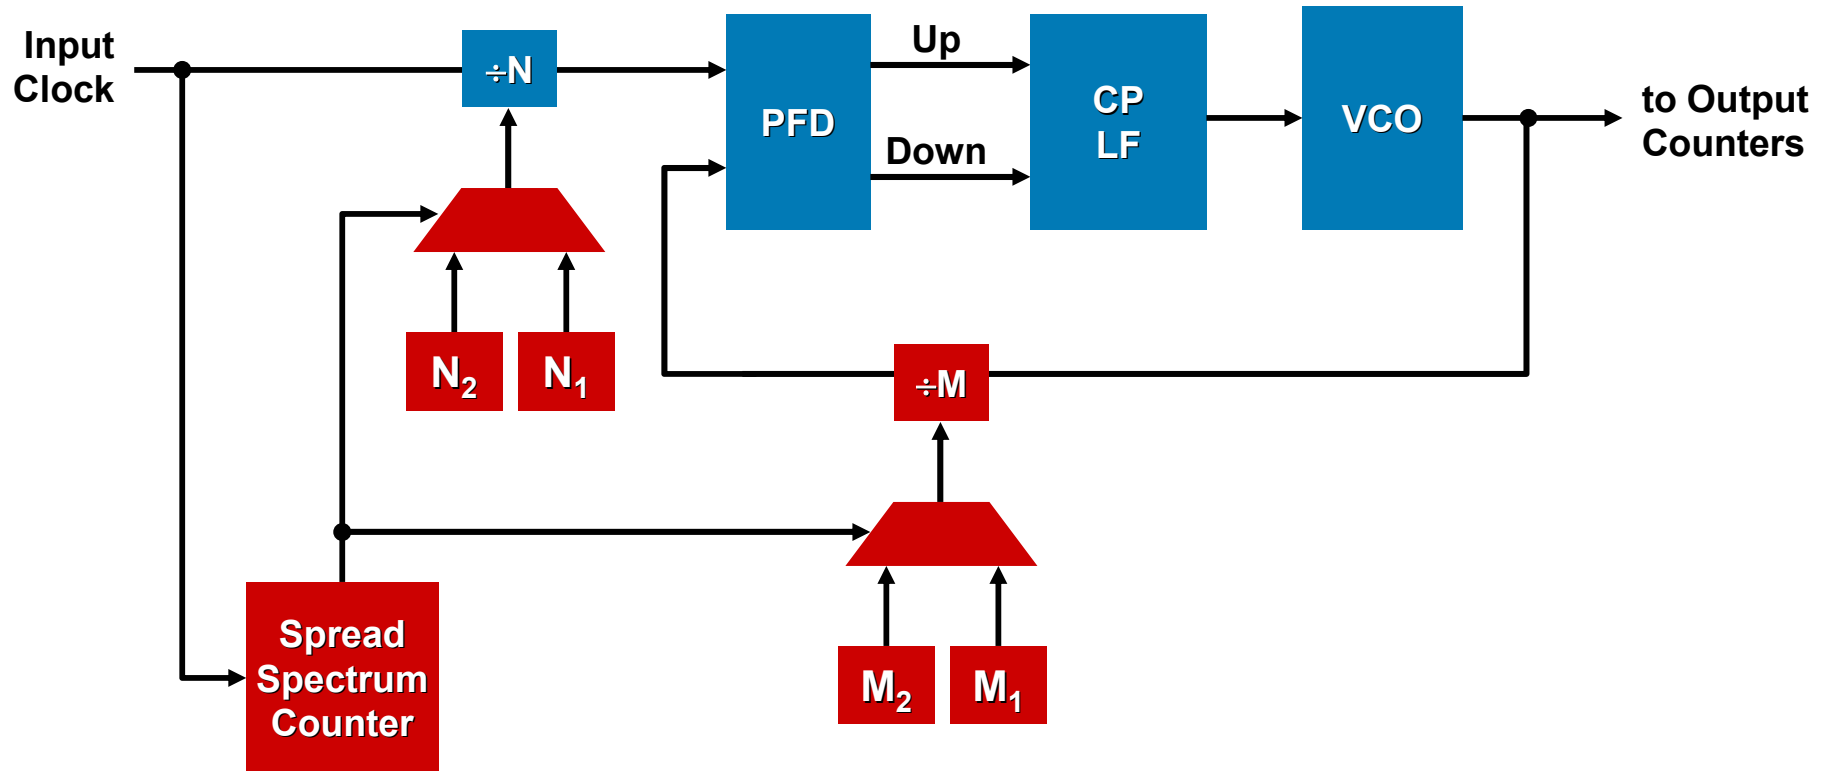 Input
Clock
÷N
PFD
Up
Down
CP
LF
VCO
to Output
Counters
N₂
N₁
÷M
Spread
Spectrum
Counter
M₂
M₁